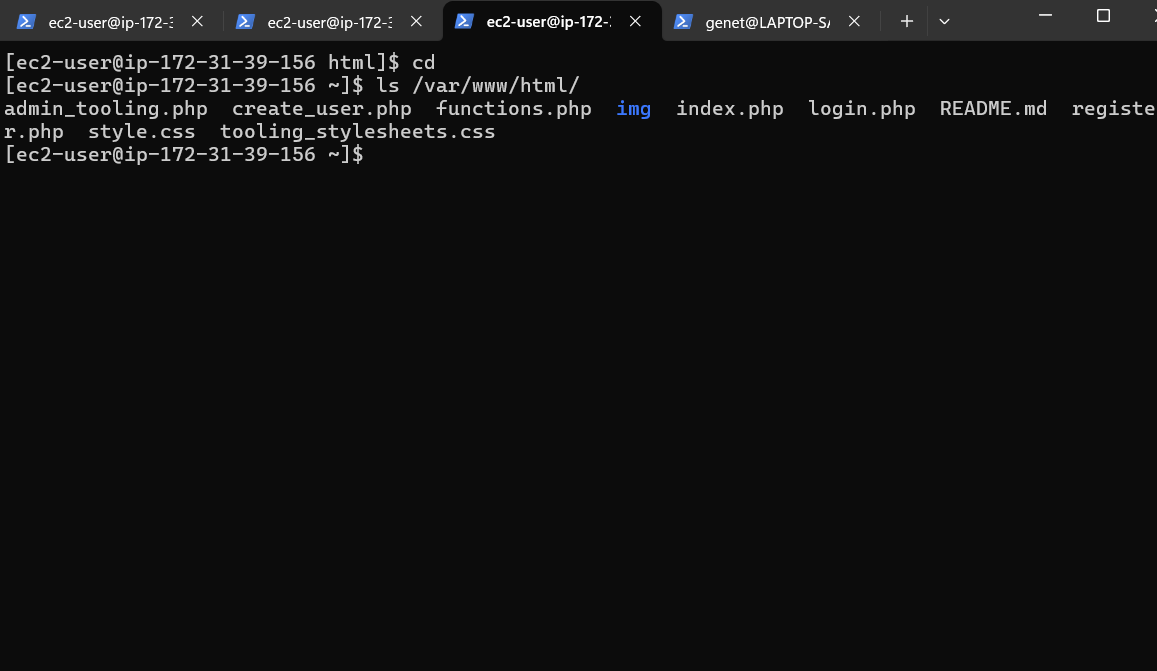 ec2-user@ip-172-3 ec2-user@ip-172-3 ec2-user@ip-172-3 genet@LAPTOP-SA
[ec2-user@ip-172-31-39-156 html]$ cd
[ec2-user@ip-172-31-39-156 ~]$ ls /var/www/html/
admin_tooling.php  create_user.php  functions.php  img  index.php  login.php  README.md  registe
r.php  style.css  tooling_stylesheets.css
[ec2-user@ip-172-31-39-156 ~]$